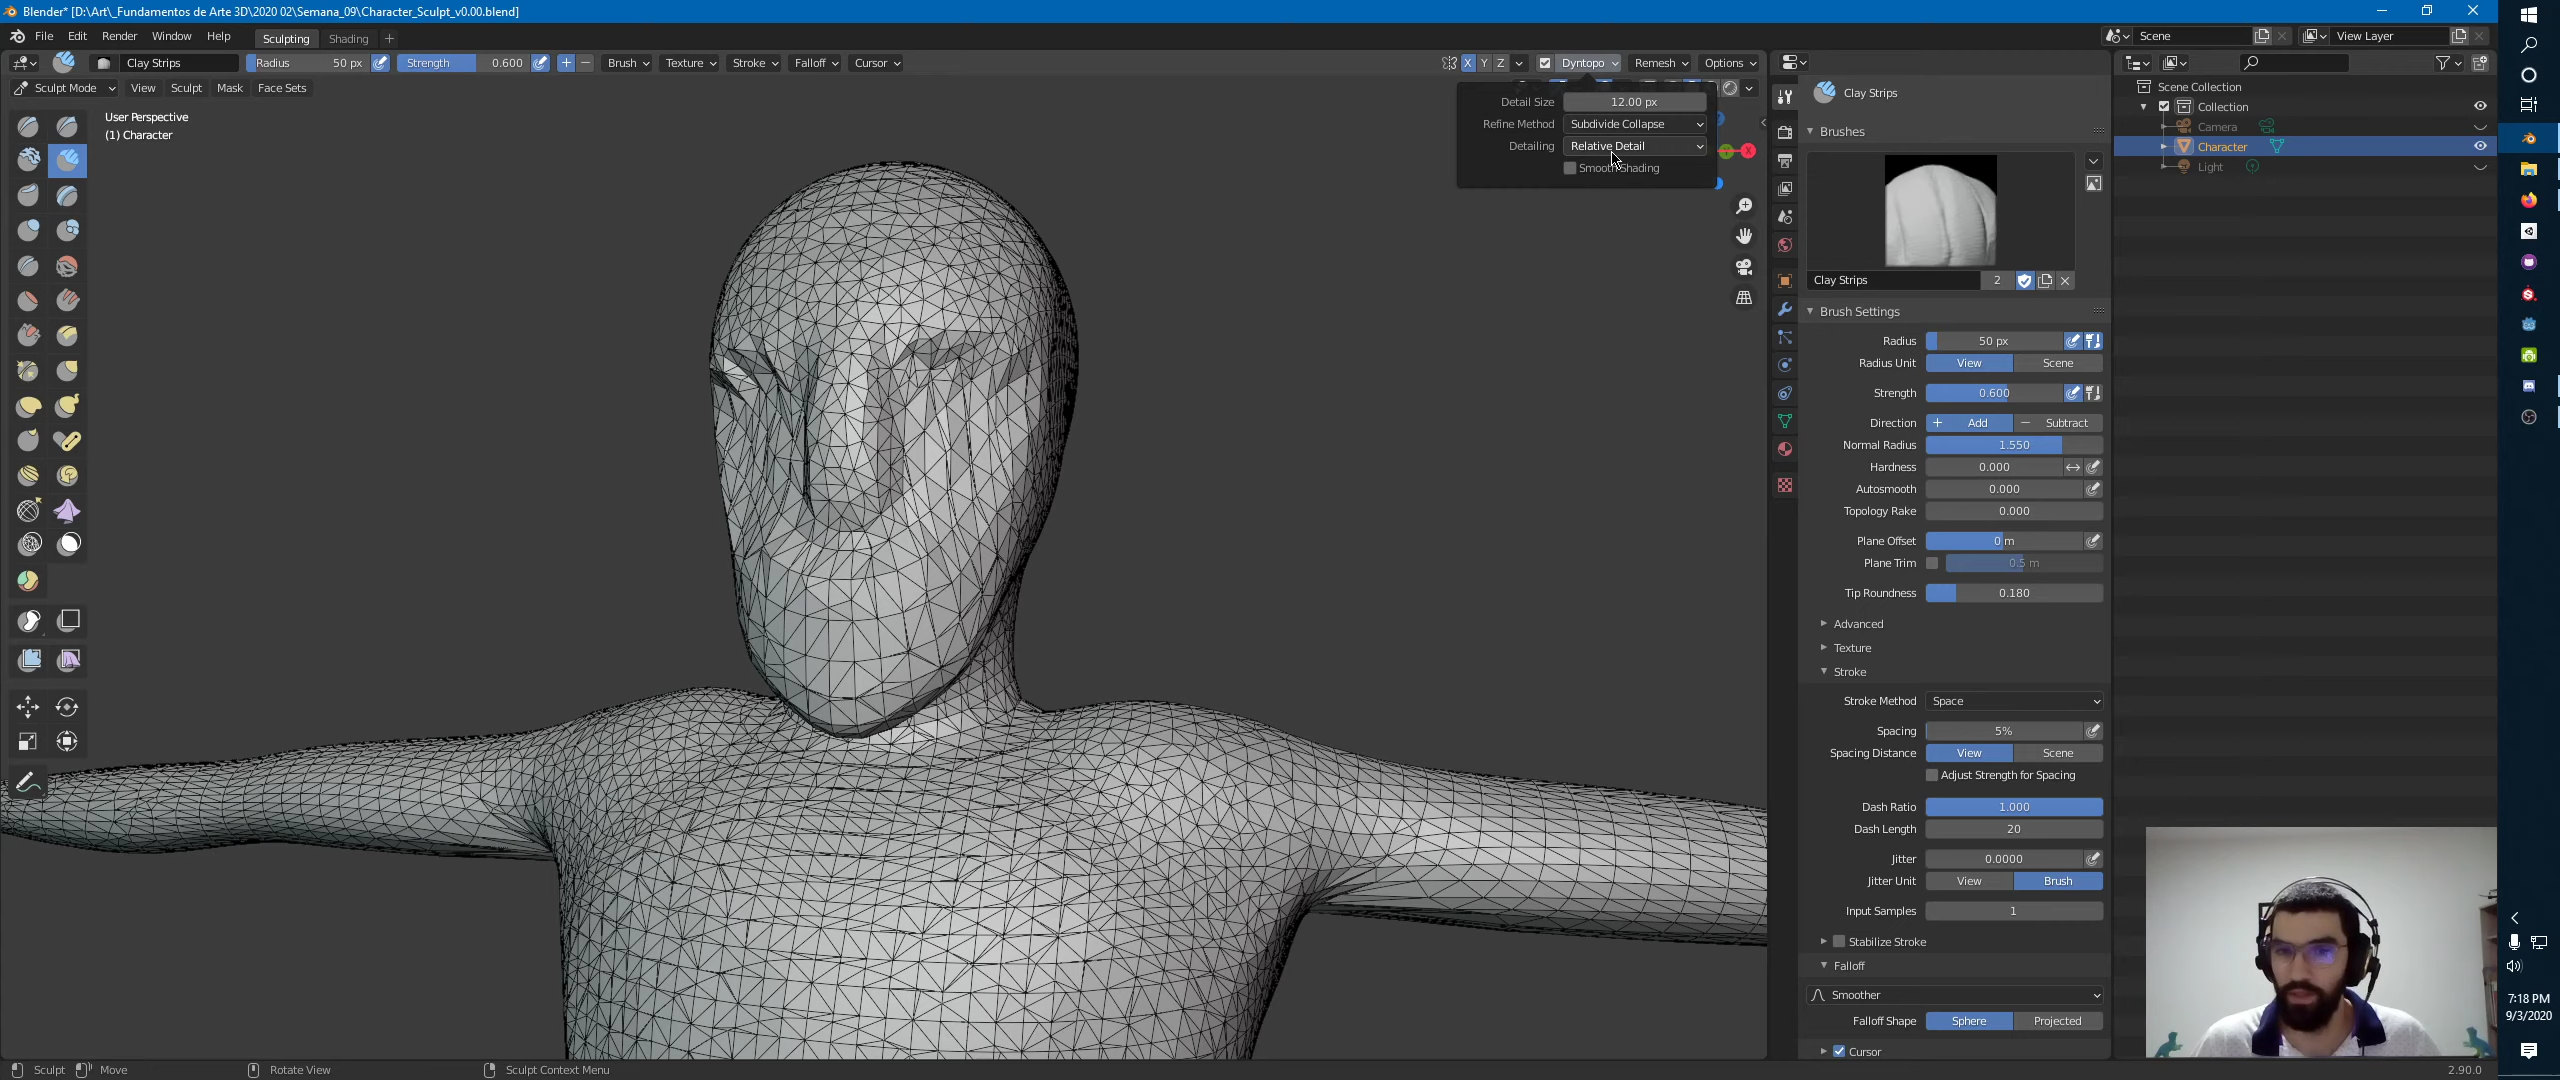 Blender* [D:\Art\_Fundamentos de Arte 3D\2020 02\Semana_09\Character_Sculpt_v0.00.blend]
File Edit Render Window Help Sculpting Shading + Scene View Layer
Clay Strips Radius 50 px Strength 0.600 + − Brush Texture Stroke Falloff Cursor X Y Z Dyntopo Remesh Options
Sculpt Mode View Sculpt Mask Face Sets
User Perspective
(1) Character
Detail Size 12.00 px
Refine Method Subdivide Collapse
Detailing Relative Detail
Smooth Shading
X
Clay Strips
Brushes
Clay Strips 2
Brush Settings
Radius 50 px
Radius Unit View Scene
Strength 0.600
Direction + Add − Subtract
Normal Radius 1.550
Hardness 0.000
Autosmooth 0.000
Topology Rake 0.000
Plane Offset 0 m
Plane Trim 0.5 m
Tip Roundness 0.180
Advanced
Texture
Stroke
Stroke Method Space
Spacing 5%
Spacing Distance View Scene
Adjust Strength for Spacing
Dash Ratio 1.000
Dash Length 20
Jitter 0.0000
Jitter Unit View Brush
Input Samples 1
Stabilize Stroke
Falloff
Smoother
Falloff Shape Sphere Projected
Cursor
Scene Collection
Collection
Camera
Character
Light
7:18 PM
9/3/2020
Sculpt Move Rotate View Sculpt Context Menu 2.90.0